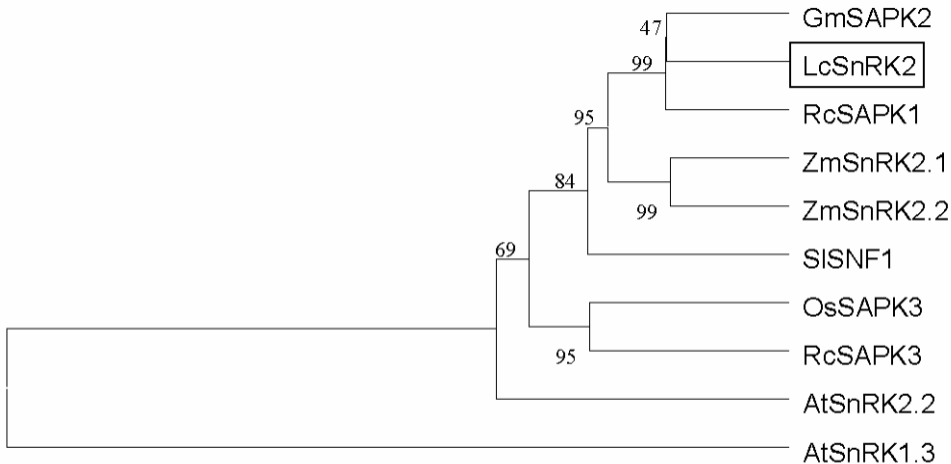 GmSAPK2
47
LcSnRK2
99
RcSAPK1
95
ZmSnRK2.1
84
99
ZmSnRK2.2
69
SlSNF1
OsSAPK3
95
RcSAPK3
AtSnRK2.2
AtSnRK1.3